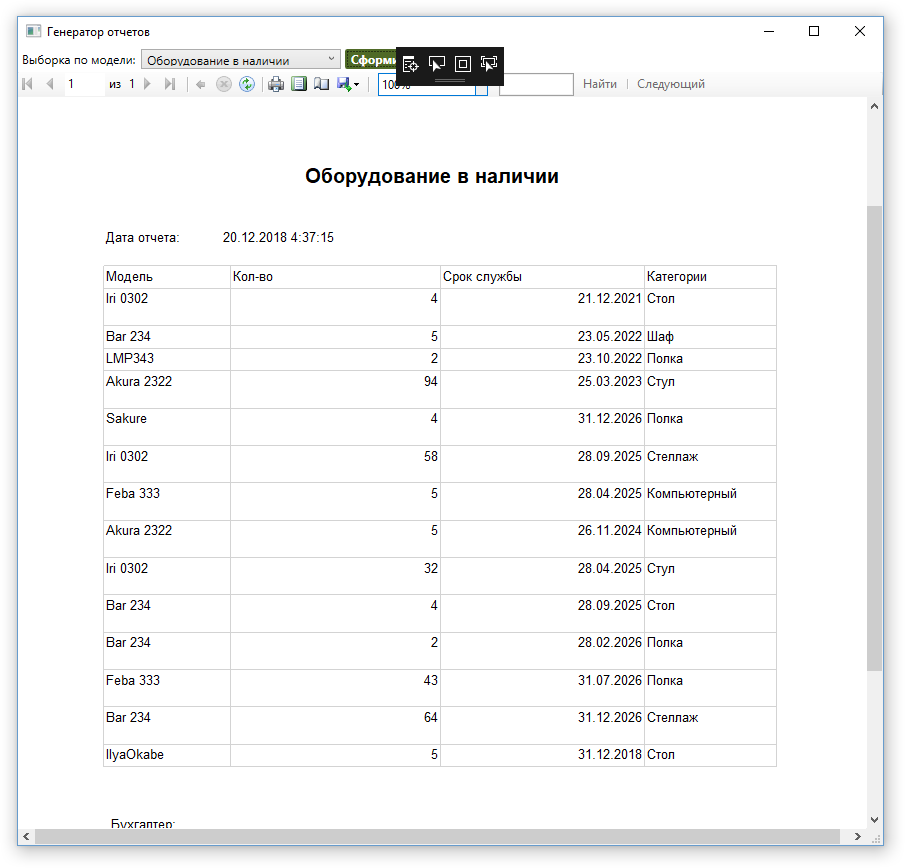 Генератор отчетов
Выборка по модели: Оборудование в наличии
1 из 1 100% Найти Следующий
Оборудование в наличии
Дата отчета: 20.12.2018 4:37:15
Модель Кол-во Срок службы Категории
Iri 0302 4 21.12.2021 Стол
Bar 234 5 23.05.2022 Шаф
LMP343 2 23.10.2022 Полка
Akura 2322 94 25.03.2023 Стул
Sakure 4 31.12.2026 Полка
Iri 0302 58 28.09.2025 Стеллаж
Feba 333 5 28.04.2025 Компьютерный
Akura 2322 5 26.11.2024 Компьютерный
Iri 0302 32 28.04.2025 Стул
Bar 234 4 28.09.2025 Стол
Bar 234 2 28.02.2026 Полка
Feba 333 43 31.07.2026 Полка
Bar 234 64 31.12.2026 Стеллаж
IlyaOkabe 5 31.12.2018 Стол
Бухгалтер: